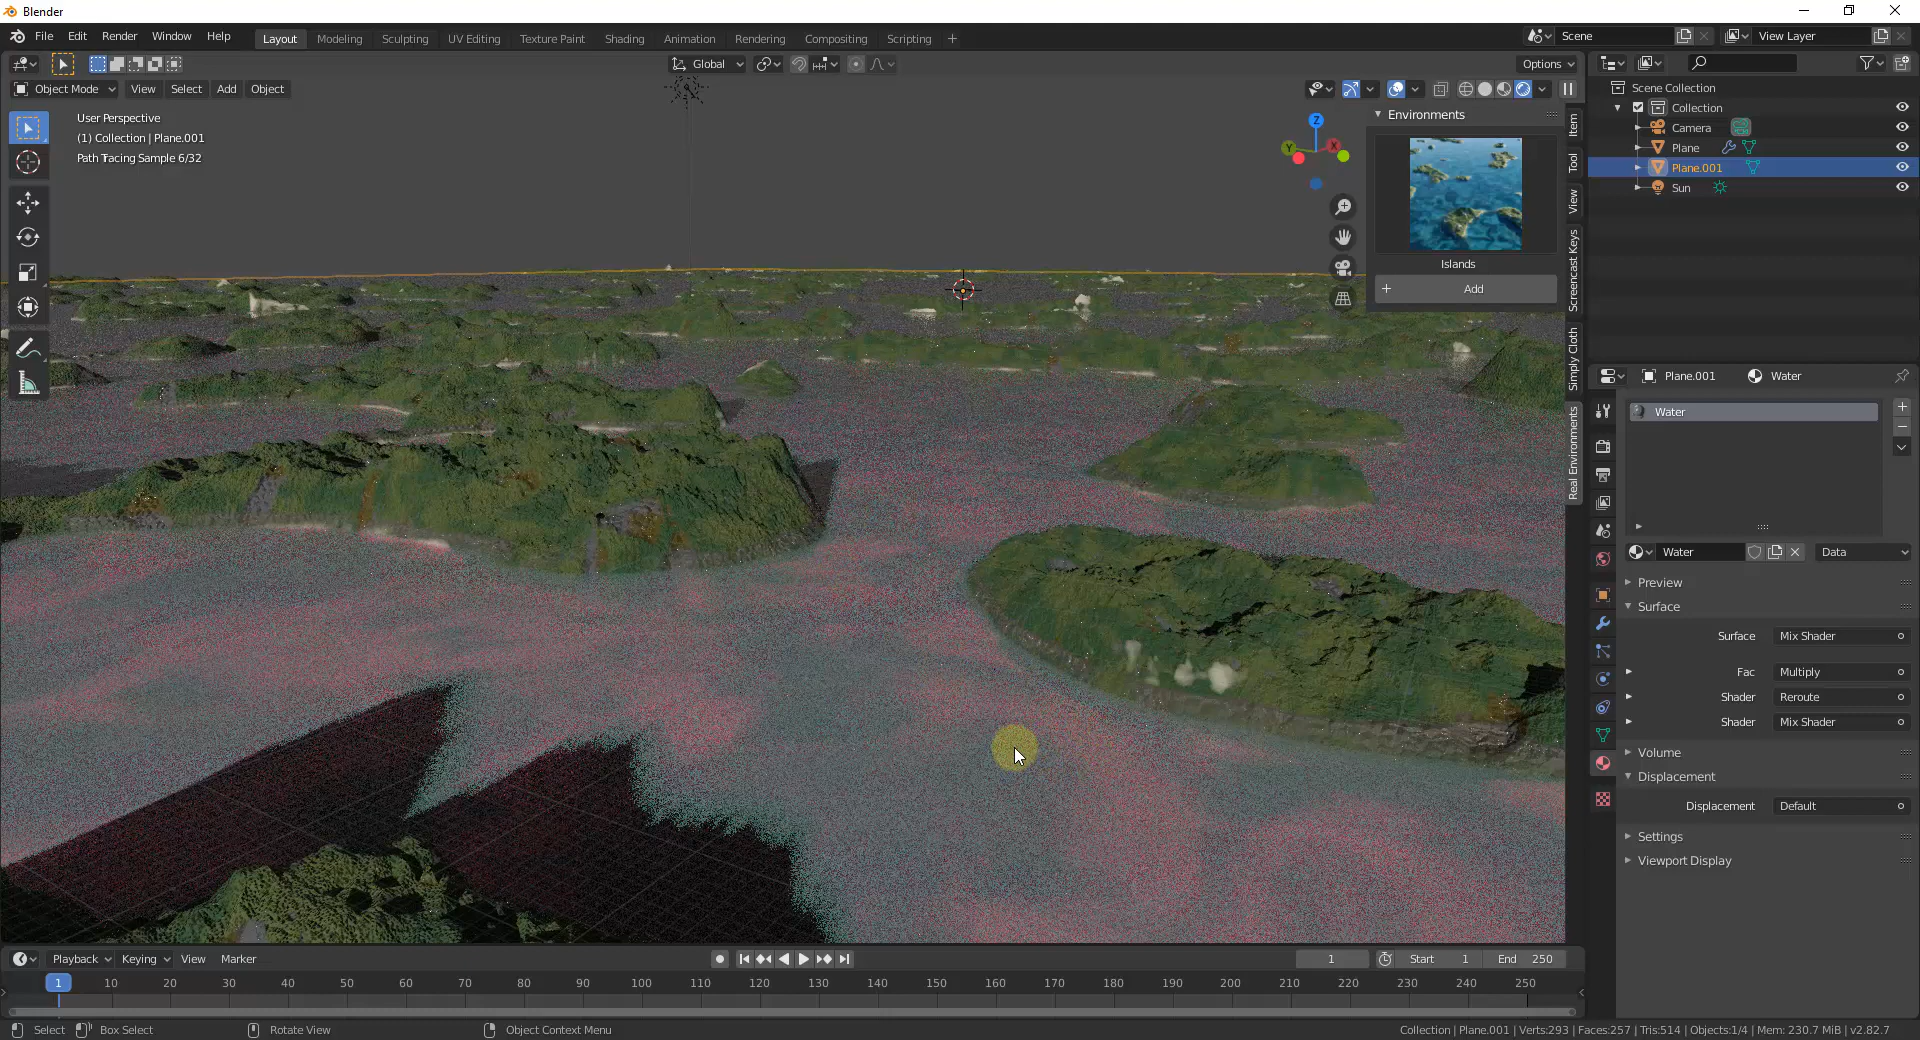 Blender
File Edit Render Window Help
Layout Modeling Sculpting UV Editing Texture Paint Shading Animation Rendering Compositing Scripting +
Scene
View Layer
Global
Options
Object Mode View Select Add Object
User Perspective
(1) Collection | Plane.001
Path Tracing Sample 6/32
Z
Y
X
Environments
Islands
+ Add
Item
Tool
View
Screencast Keys
Simply Cloth
Real Environments
Scene Collection
Collection
Camera
Plane
Plane.001
Sun
Plane.001 Water
Water
Water Data
Preview
Surface
Surface Mix Shader
Fac Multiply
Shader Reroute
Shader Mix Shader
Volume
Displacement
Displacement Default
Settings
Viewport Display
Playback Keying View Marker
1 Start 1 End 250
1 10 20 30 40 50 60 70 80 90 100 110 120 130 140 150 160 170 180 190 200 210 220 230 240 250
Select Box Select Rotate View Object Context Menu
Collection | Plane.001 | Verts:293 | Faces:257 | Tris:514 | Objects:1/4 | Mem: 230.7 MiB | v2.82.7